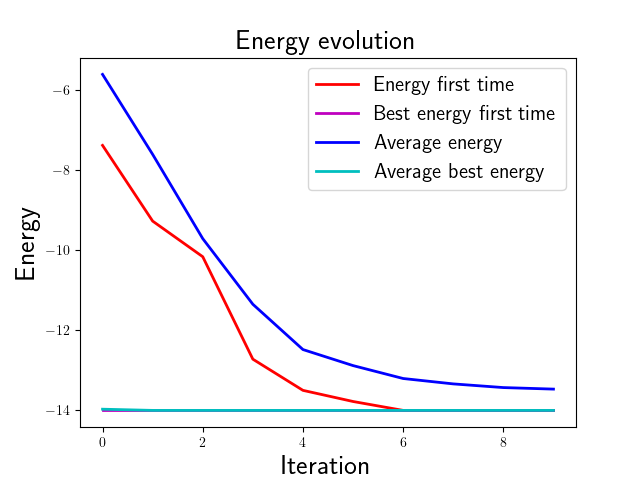 Energy evolution
Energy first time
Best energy first time
Average energy
Average best energy
Energy
−6
−8
−10
−12
−14
0 2 4 6 8
Iteration